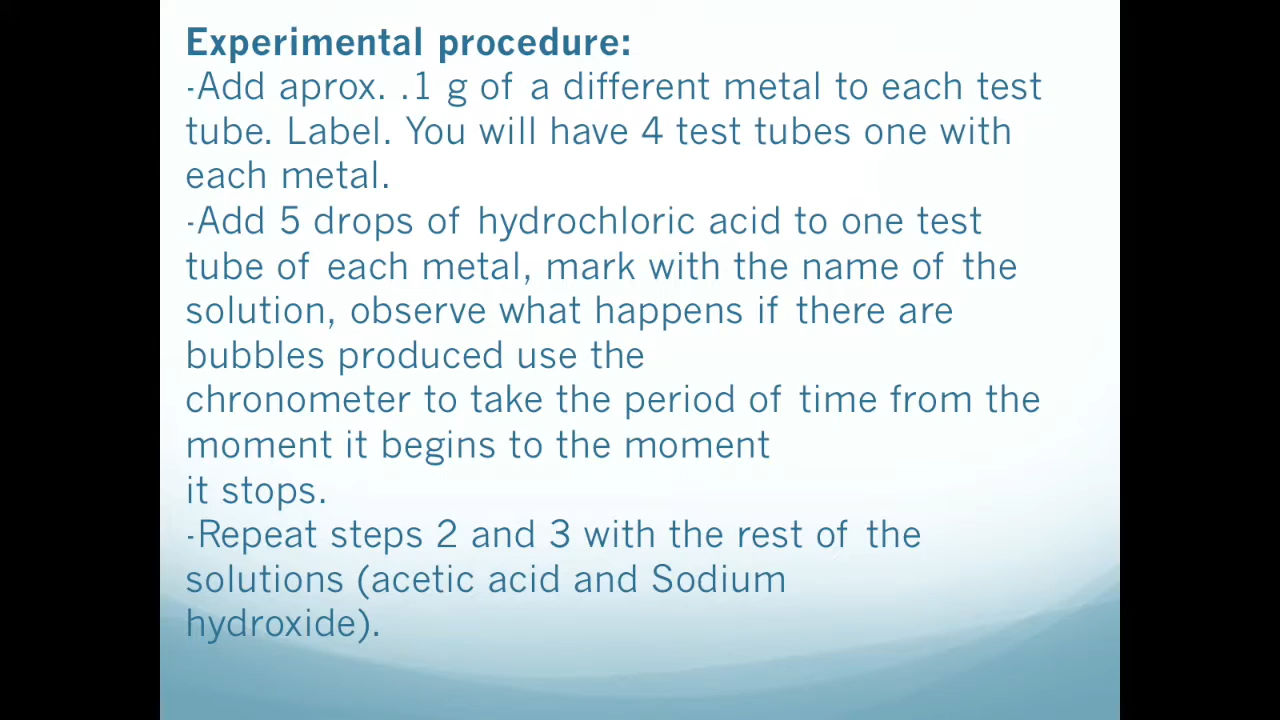 Experimental procedure:
-Add aprox. .1 g of a different metal to each test
tube. Label. You will have 4 test tubes one with
each metal.
-Add 5 drops of hydrochloric acid to one test
tube of each metal, mark with the name of the
solution, observe what happens if there are
bubbles produced use the
chronometer to take the period of time from the
moment it begins to the moment
it stops.
-Repeat steps 2 and 3 with the rest of the
solutions (acetic acid and Sodium
hydroxide).